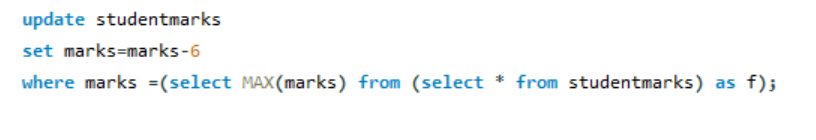 update studentmarks
set marks=marks-6
where marks =(select MAX(marks) from (select * from studentmarks) as f);